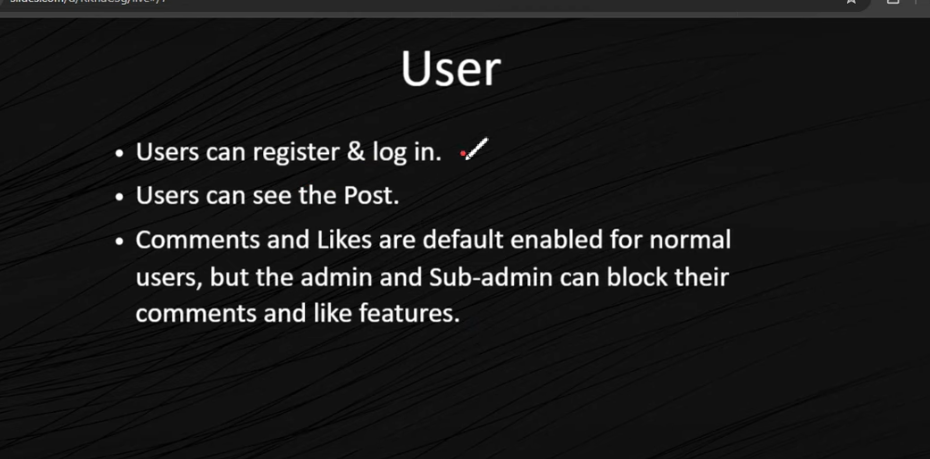 User
• Users can register & log in.
• Users can see the Post.
• Comments and Likes are default enabled for normal
users, but the admin and Sub-admin can block their
comments and like features.